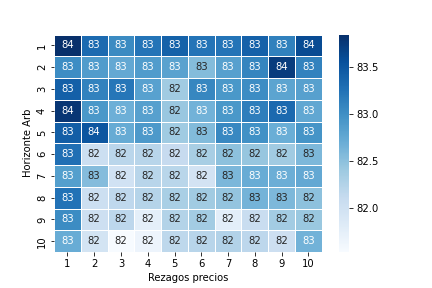 1 84 83 83 83 83 83 83 83 83 84
2 83 83 83 83 83 83 83 83 84 83
3 83 83 83 83 82 83 83 83 83 83
4 84 83 83 83 82 83 83 83 83 83
5 83 84 83 83 82 83 83 83 83 83
6 83 82 82 82 82 82 82 82 82 83
7 83 83 82 82 82 82 83 83 83 83
8 83 82 82 82 82 82 82 83 83 82
9 83 82 82 82 82 82 82 82 82 82
10 83 82 82 82 82 82 82 82 82 83
1 2 3 4 5 6 7 8 9 10
Horizonte Arb
Rezagos precios
83.5
83.0
82.5
82.0